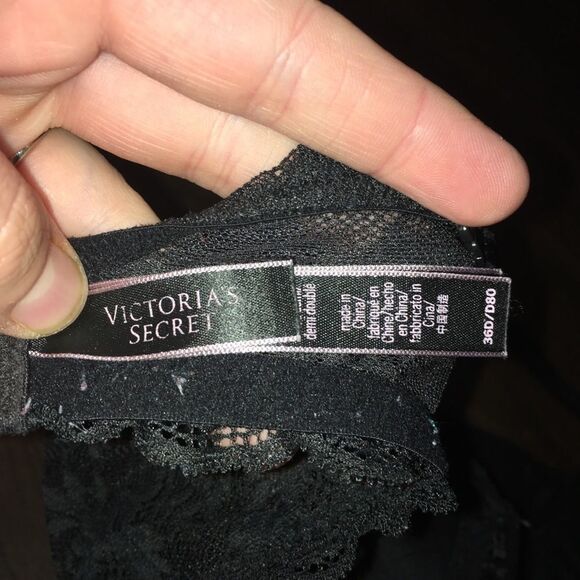 VICTORIA'S
SECRET
demi doublé
made in
China/
fabriqué en
Chine/hecho
en China/
fabbricato in
Cina/
中国制造
36D/D80